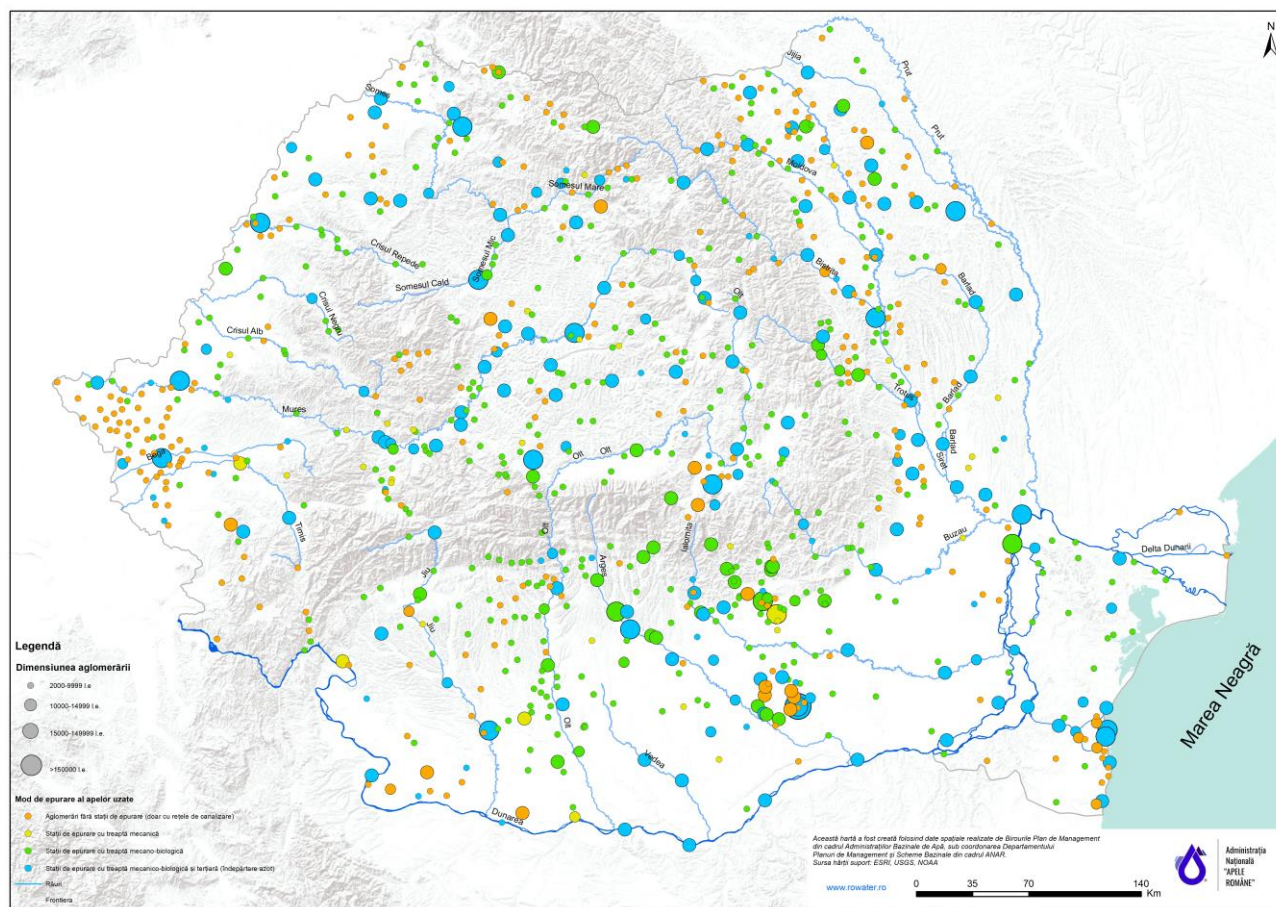 N
Jijia
Prut
Somes
Prut
Moldova
Somesul Mare
Crisul Repede
Somesul Mic
Somesul Cald
Bistrita
Barlad
Olt
Crisul Negru
Crisul Alb
Mures
Trotus
Barlad
Barlad
Siret
Bega
Olt
Olt
Timis
Olt
Arges
Ialomita
Buzau
Delta Dunarii
Jiu
Jiu
Olt
Vedea
Dunarea
Marea Neagră
Legendă
Dimensiunea aglomerării
2000-9999 l.e
10000-14999 l.e.
15000-149999 l.e.
>150000 l.e.
Mod de epurare al apelor uzate
Aglomerări fără stații de epurare (doar cu rețele de canalizare)
Stații de epurare cu treaptă mecanică
Stații de epurare cu treaptă mecano-biologică
Stații de epurare cu treaptă mecanico-biologică și terțiară (îndepărtare azot)
Râuri
Frontiera
Această hartă a fost creată folosind date spațiale realizate de Birourile Plan de Management
din cadrul Administrațiilor Bazinale de Apă, sub coordonarea Departamentului
Planuri de Management și Scheme Bazinale din cadrul ANAR.
Sursa hărții suport: ESRI, USGS, NOAA
www.rowater.ro
0 35 70 140
Km
Administrația
Națională
"APELE
ROMÂNE"